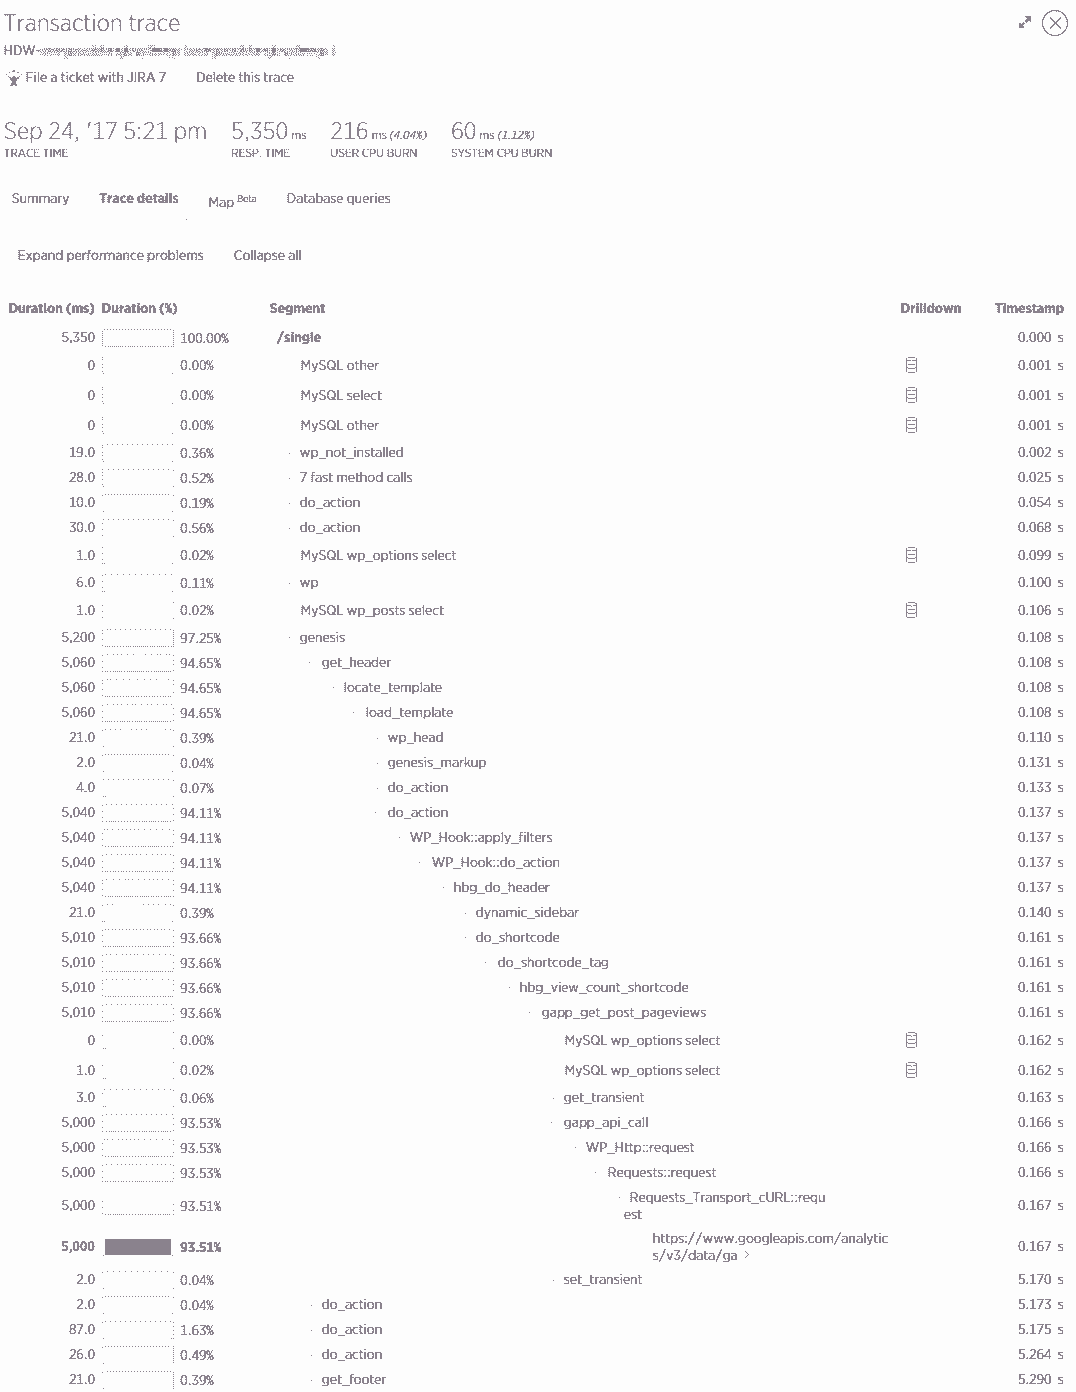 Transaction trace
HDW-
File a ticket with JIRA 7 Delete this trace
Sep 24, '17 5:21 pm 5,350 ms 216 ms (4.04%) 60 ms (1.12%)
TRACE TIME RESP. TIME USER CPU BURN SYSTEM CPU BURN
Summary Trace details Map Beta Database queries
Expand performance problems Collapse all
Duration (ms) Duration (%) Segment Drilldown Timestamp
5,350 100.00% /single 0.000 s
0 0.00% MySQL other 0.001 s
0 0.00% MySQL select 0.001 s
0 0.00% MySQL other 0.001 s
19.0 0.36% wp_not_installed 0.002 s
28.0 0.52% 7 fast method calls 0.025 s
10.0 0.19% do_action 0.054 s
30.0 0.56% do_action 0.068 s
1.0 0.02% MySQL wp_options select 0.099 s
6.0 0.11% wp 0.100 s
1.0 0.02% MySQL wp_posts select 0.106 s
5,200 97.25% genesis 0.108 s
5,060 94.65% get_header 0.108 s
5,060 94.65% locate_template 0.108 s
5,060 94.65% load_template 0.108 s
21.0 0.39% wp_head 0.110 s
2.0 0.04% genesis_markup 0.131 s
4.0 0.07% do_action 0.133 s
5,040 94.11% do_action 0.137 s
5,040 94.11% WP_Hook::apply_filters 0.137 s
5,040 94.11% WP_Hook::do_action 0.137 s
5,040 94.11% hbg_do_header 0.137 s
21.0 0.39% dynamic_sidebar 0.140 s
5,010 93.66% do_shortcode 0.161 s
5,010 93.66% do_shortcode_tag 0.161 s
5,010 93.66% hbg_view_count_shortcode 0.161 s
5,010 93.66% gapp_get_post_pageviews 0.161 s
0 0.00% MySQL wp_options select 0.162 s
1.0 0.02% MySQL wp_options select 0.162 s
3.0 0.06% get_transient 0.163 s
5,000 93.53% gapp_api_call 0.166 s
5,000 93.53% WP_Http::request 0.166 s
5,000 93.53% Requests::request 0.166 s
5,000 93.51% Requests_Transport_cURL::requ 0.167 s
est
5,000 93.51% https://www.googleapis.com/analytic 0.167 s
s/v3/data/ga >
2.0 0.04% set_transient 5.170 s
2.0 0.04% do_action 5.173 s
87.0 1.63% do_action 5.175 s
26.0 0.49% do_action 5.264 s
21.0 0.39% get_footer 5.290 s